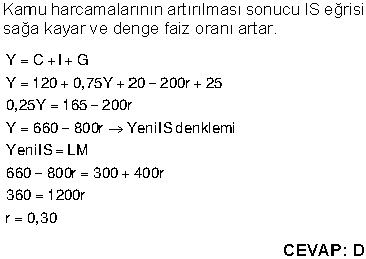 Kamu harcamalarının artırılması sonucu IS eğrisi
sağa kayar ve denge faiz oranı artar.
Y = C + I + G
Y = 120 + 0,75Y + 20 – 200r + 25
0,25Y = 165 – 200r
Y = 660 – 800r → Yeni IS denklemi
Yeni IS = LM
660 – 800r = 300 + 400r
360 = 1200r
r = 0,30
CEVAP: D